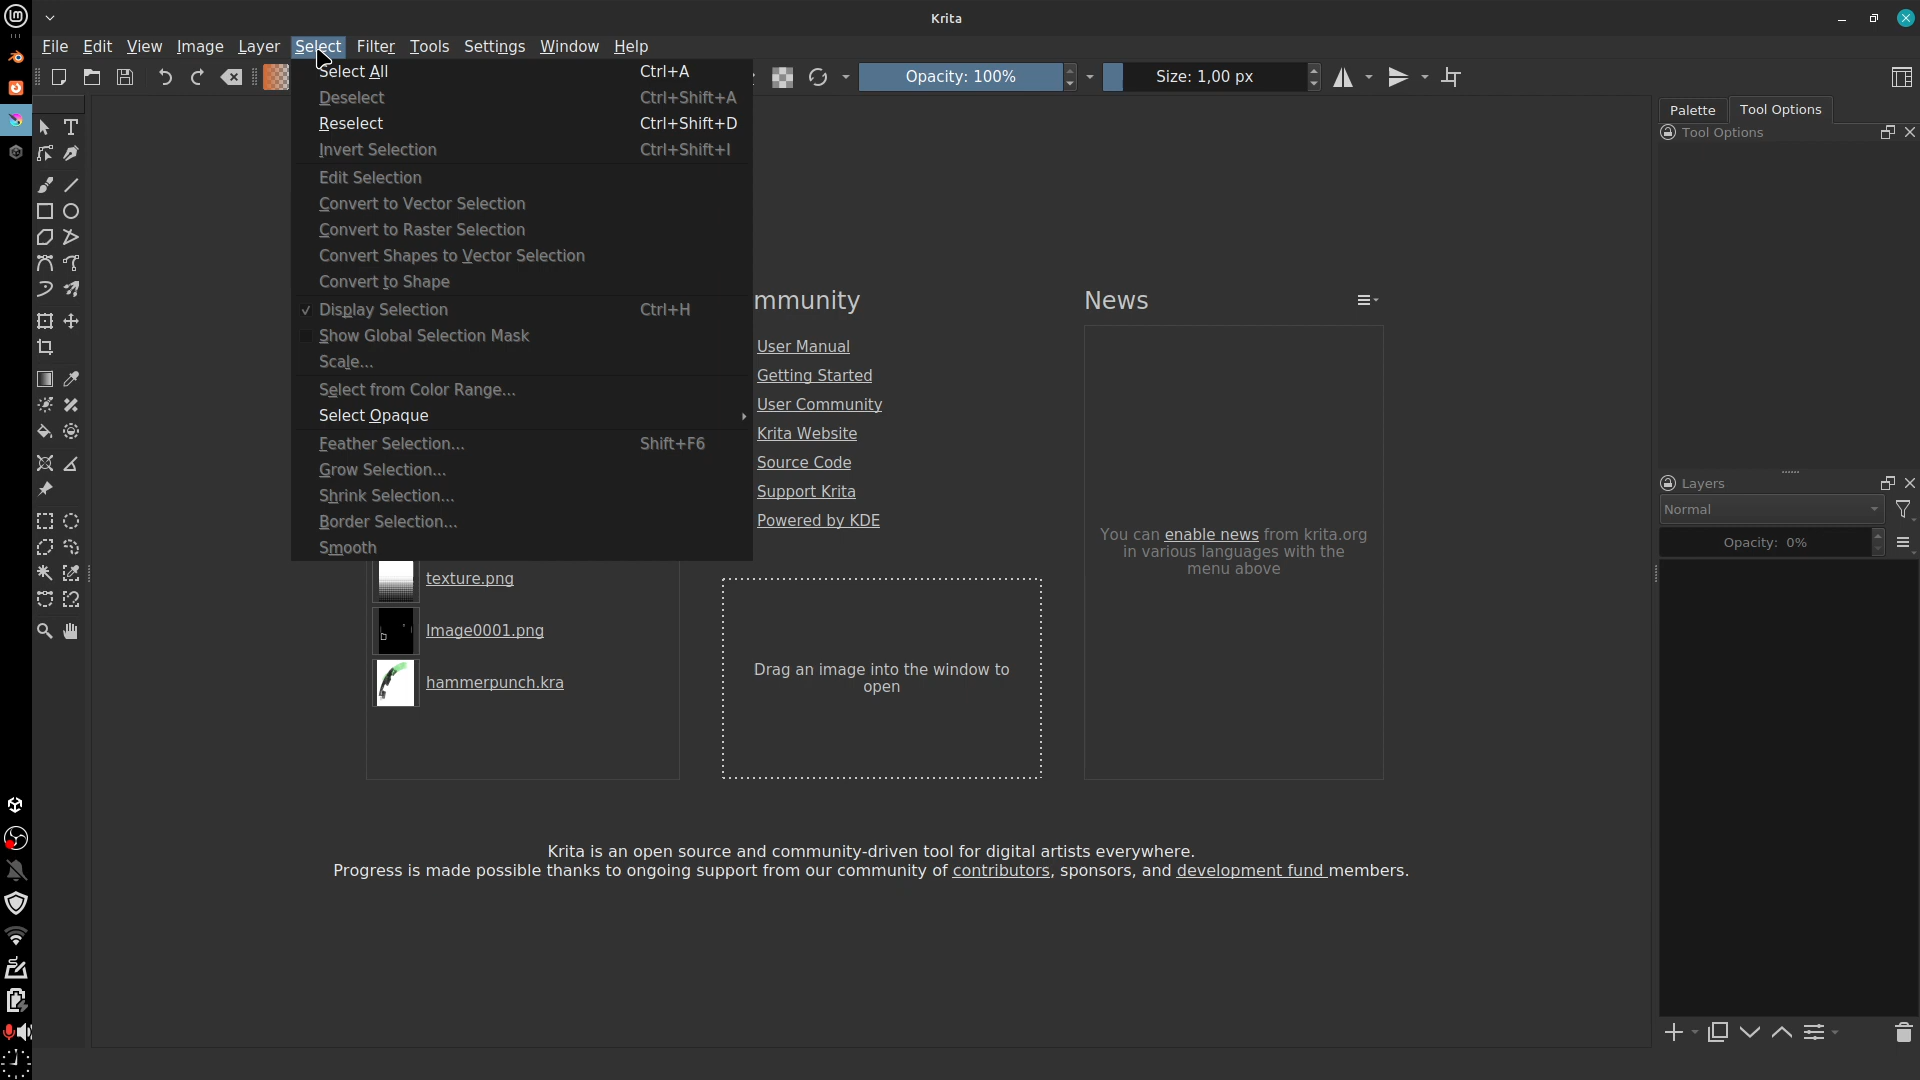 Krita
File Edit View Image Layer Select Filter Tools Settings Window Help
Opacity: 100%
Size: 1,00 px
Select All Ctrl+A
Deselect Ctrl+Shift+A
Reselect Ctrl+Shift+D
Invert Selection Ctrl+Shift+I
Edit Selection
Convert to Vector Selection
Convert to Raster Selection
Convert Shapes to Vector Selection
Convert to Shape
Display Selection Ctrl+H
Show Global Selection Mask
Scale...
Select from Color Range...
Select Opaque
Feather Selection... Shift+F6
Grow Selection...
Shrink Selection...
Border Selection...
Smooth
texture.png
Image0001.png
hammerpunch.kra
mmunity
User Manual
Getting Started
User Community
Krita Website
Source Code
Support Krita
Powered by KDE
Drag an image into the window to
open
News
You can enable news from krita.org
in various languages with the
menu above
Krita is an open source and community-driven tool for digital artists everywhere.
Progress is made possible thanks to ongoing support from our community of contributors, sponsors, and development fund members.
Palette Tool Options
Tool Options
Layers
Normal
Opacity: 0%